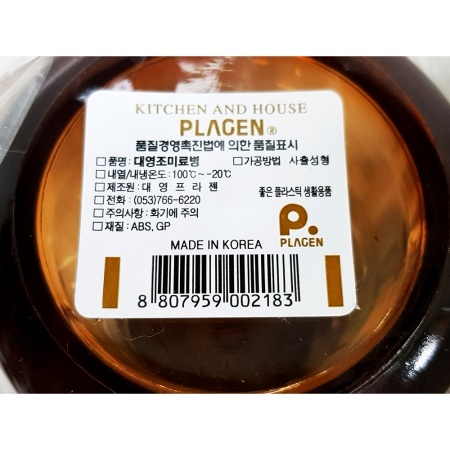 KITCHEN AND HOUSE
PLAGEN®
품질경영촉진법에 의한 품질표시
□품명: 대영조미료병 □가공방법 사출성형
□내열/내냉온도: 100℃~-20℃
□제조원: 대영프라젠
□전화: (053)766-6220
□주의사항: 화기에 주의
□재질: ABS, GP
좋은 플라스틱 생활용품
P.
PLAGEN
MADE IN KOREA
8 807959 002183